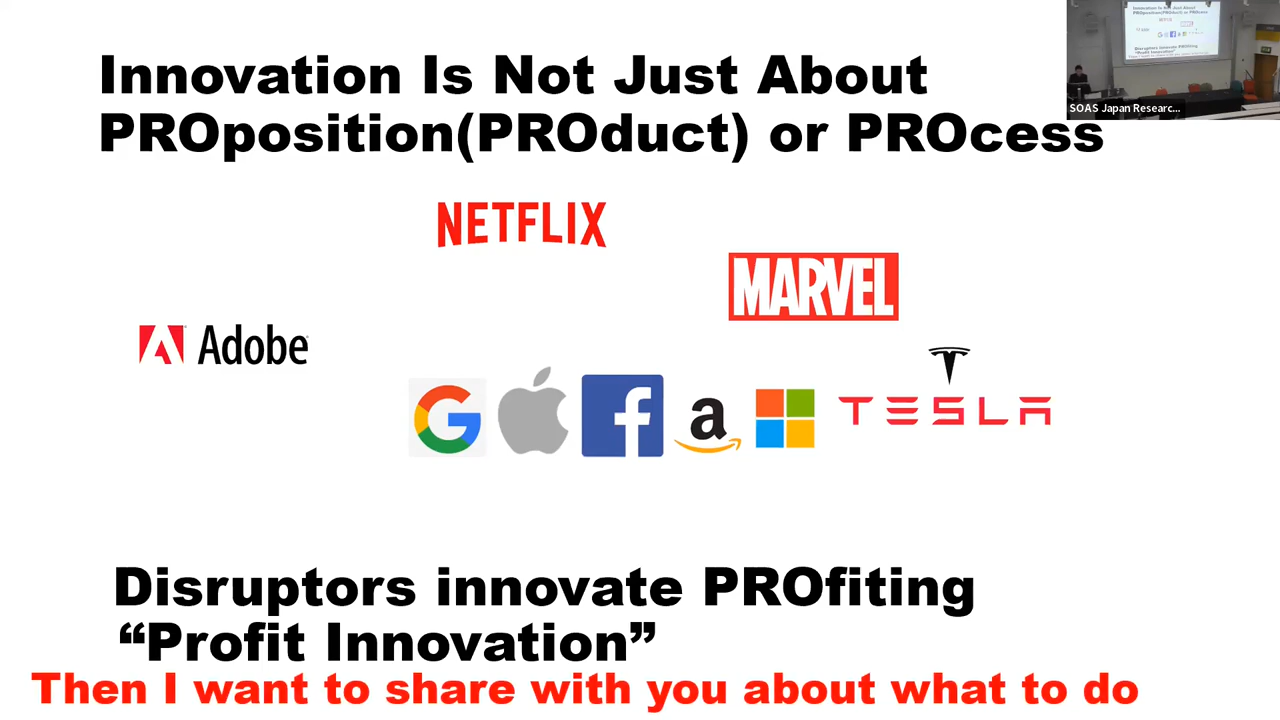 Innovation Is Not Just About
PROposition(PROduct) or PROcess
SOAS Japan Researc...
NETFLIX
MARVEL
Adobe
TESLA
Disruptors innovate PROfiting
“Profit Innovation”
Then I want to share with you about what to do